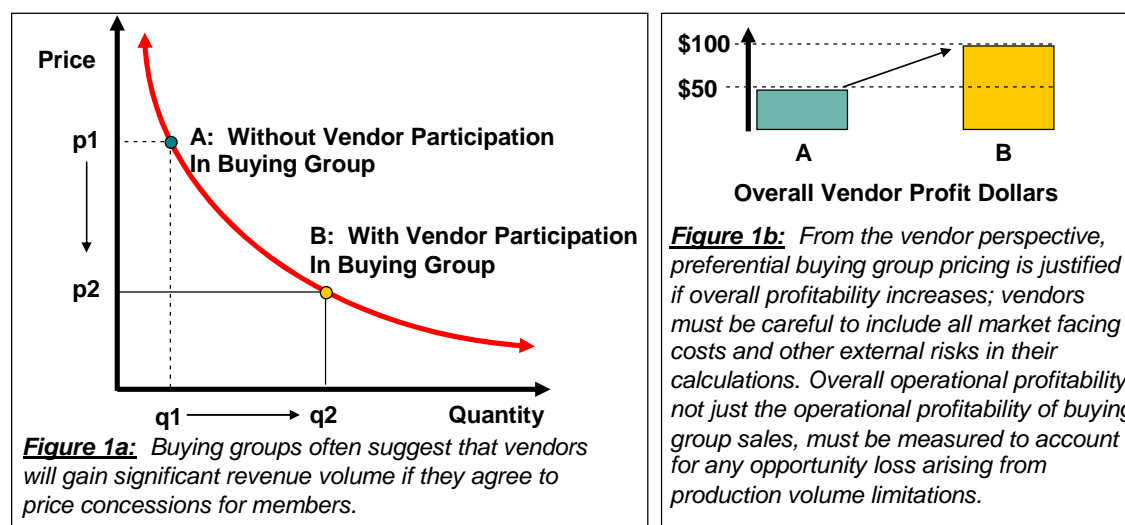 Price
p1
A: Without Vendor Participation
In Buying Group
B: With Vendor Participation
In Buying Group
p2
q1
q2
Quantity
Figure 1a: Buying groups often suggest that vendors
will gain significant revenue volume if they agree to
price concessions for members.
$100
$50
A
B
Overall Vendor Profit Dollars
Figure 1b: From the vendor perspective,
preferential buying group pricing is justified
if overall profitability increases; vendors
must be careful to include all market facing
costs and other external risks in their
calculations. Overall operational profitability
not just the operational profitability of buying
group sales, must be measured to account
for any opportunity loss arising from
production volume limitations.